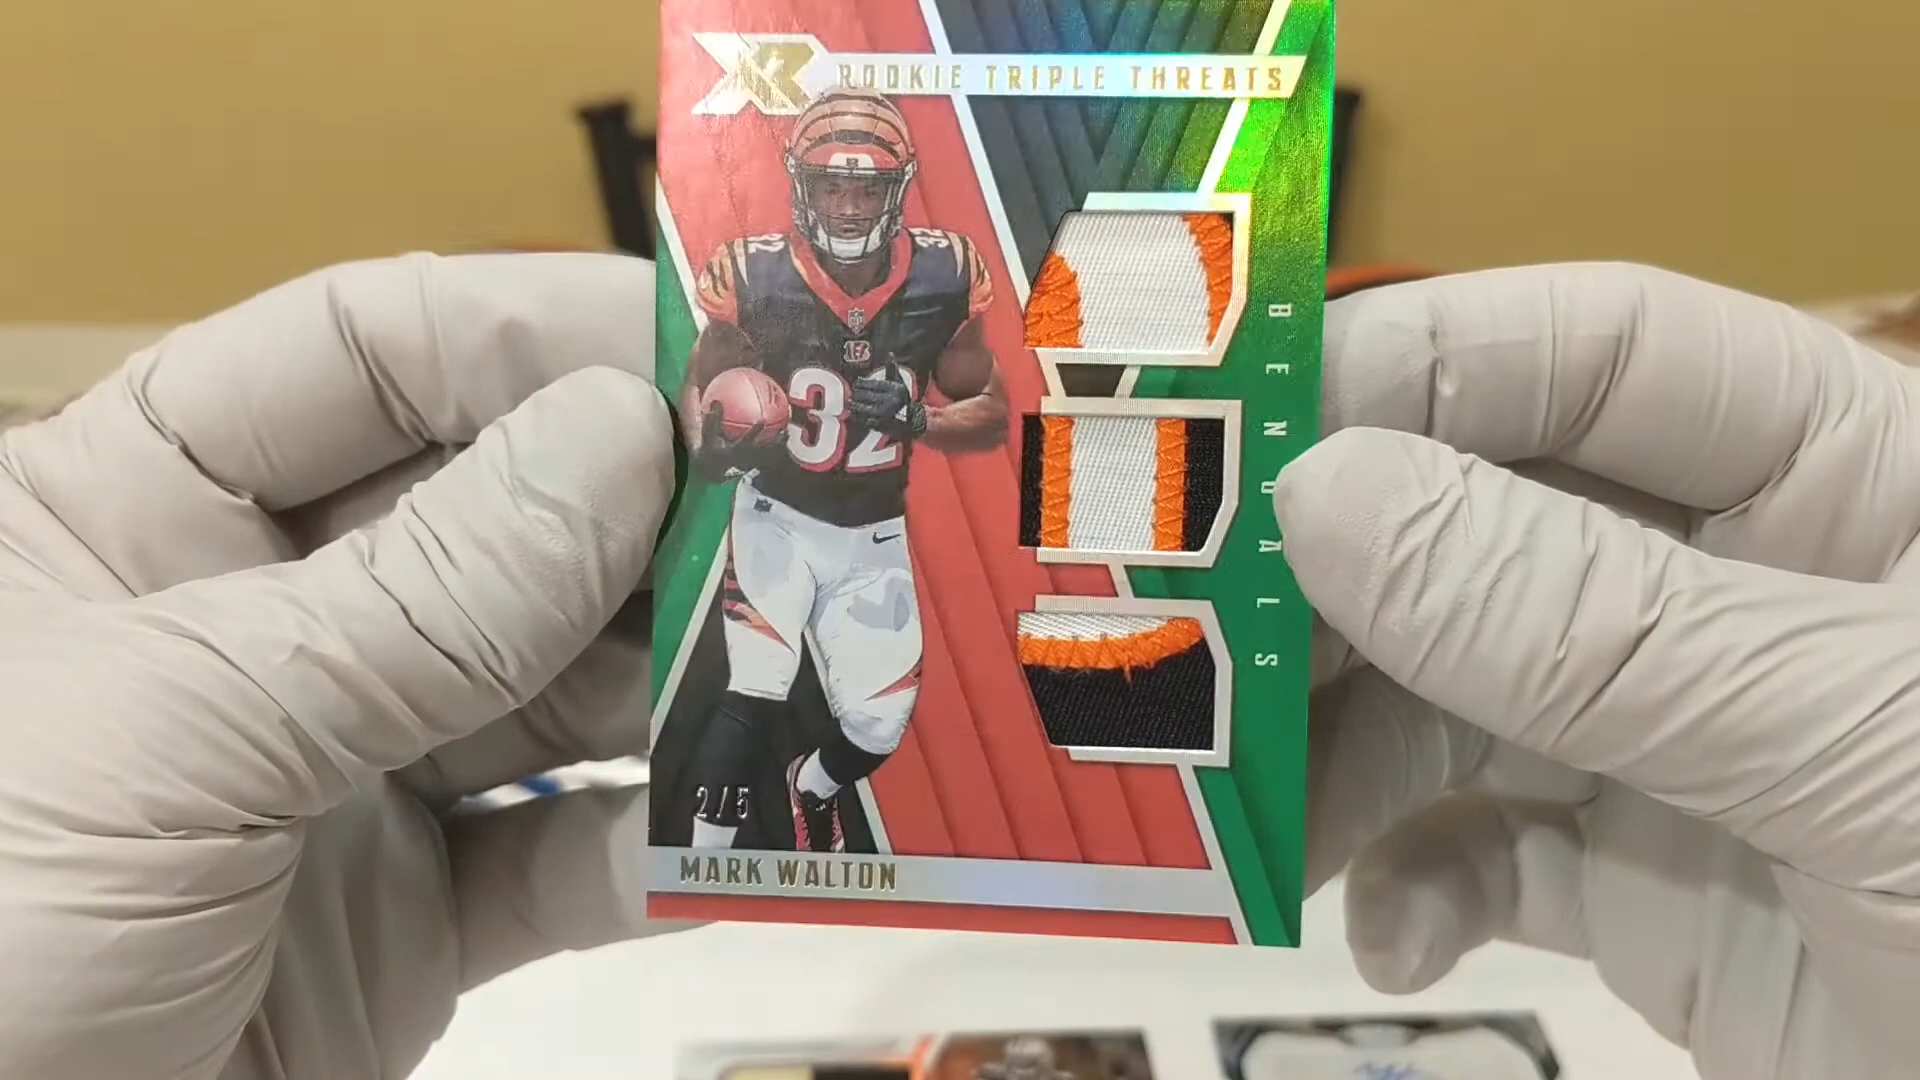 XR ROOKIE TRIPLE THREATS
32
32
32
BENGALS
2/5
MARK WALTON